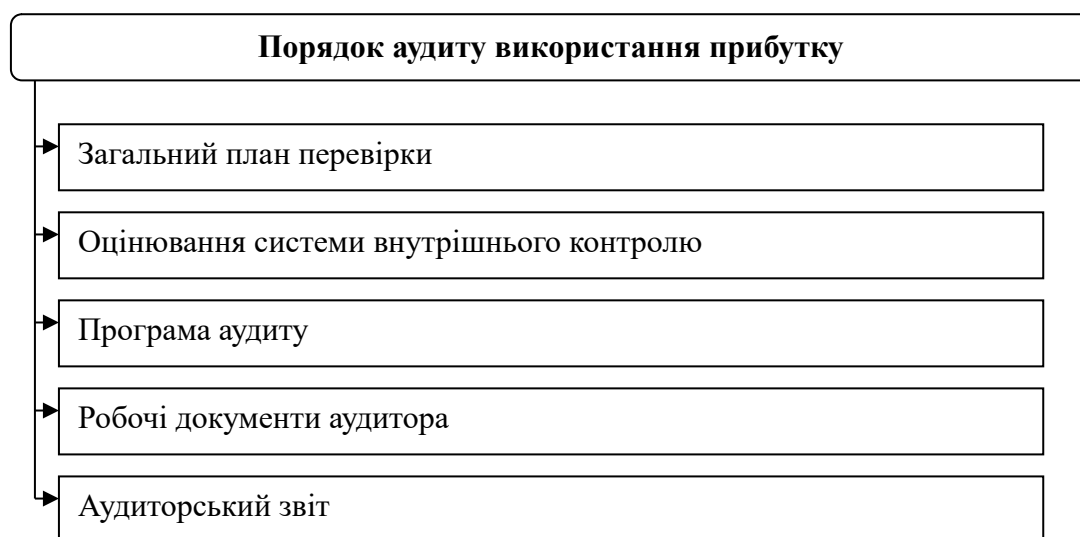 Порядок аудиту використання прибутку
Загальний план перевірки
Оцінювання системи внутрішнього контролю
Програма аудиту
Робочі документи аудитора
Аудиторський звіт